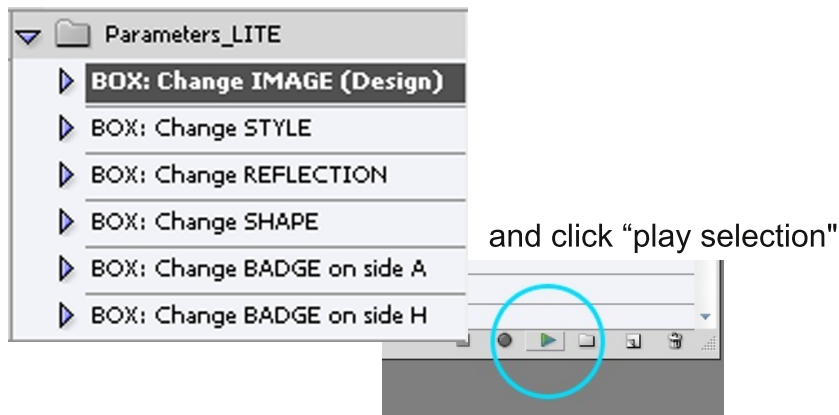 Parameters_LITE
BOX: Change IMAGE (Design)
BOX: Change STYLE
BOX: Change REFLECTION
BOX: Change SHAPE
BOX: Change BADGE on side A
BOX: Change BADGE on side H
and click “play selection"